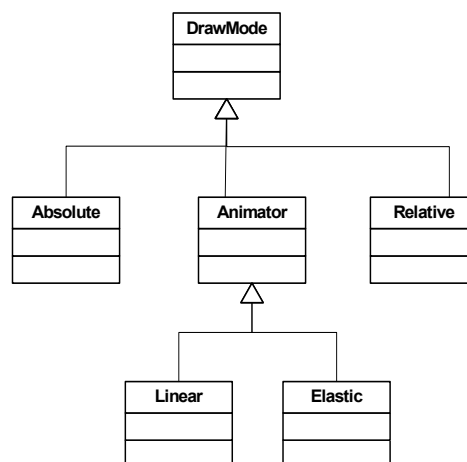 DrawMode
Absolute
Animator
Relative
Linear
Elastic